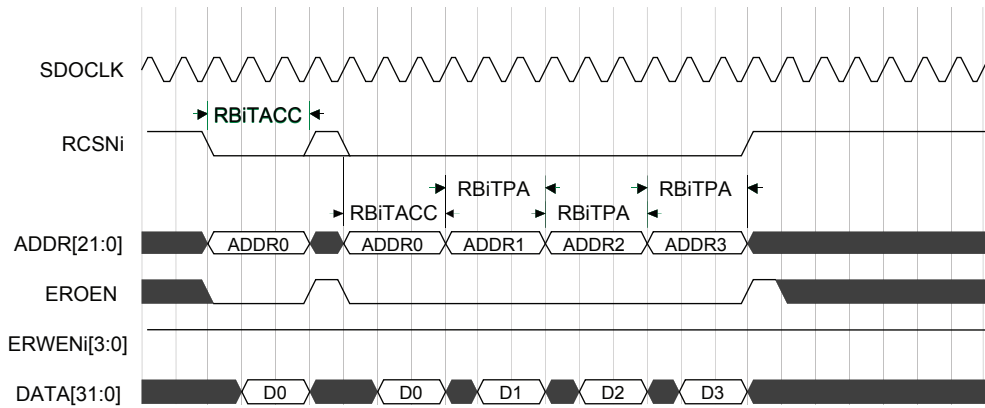 SDOCLK
RBiTACC
RCSNi
RBiTPA RBiTPA
RBiTACC RBiTPA
ADDR[21:0] ADDR0 ADDR0 ADDR1 ADDR2 ADDR3
EROEN
ERWENi[3:0]
DATA[31:0] D0 D0 D1 D2 D3